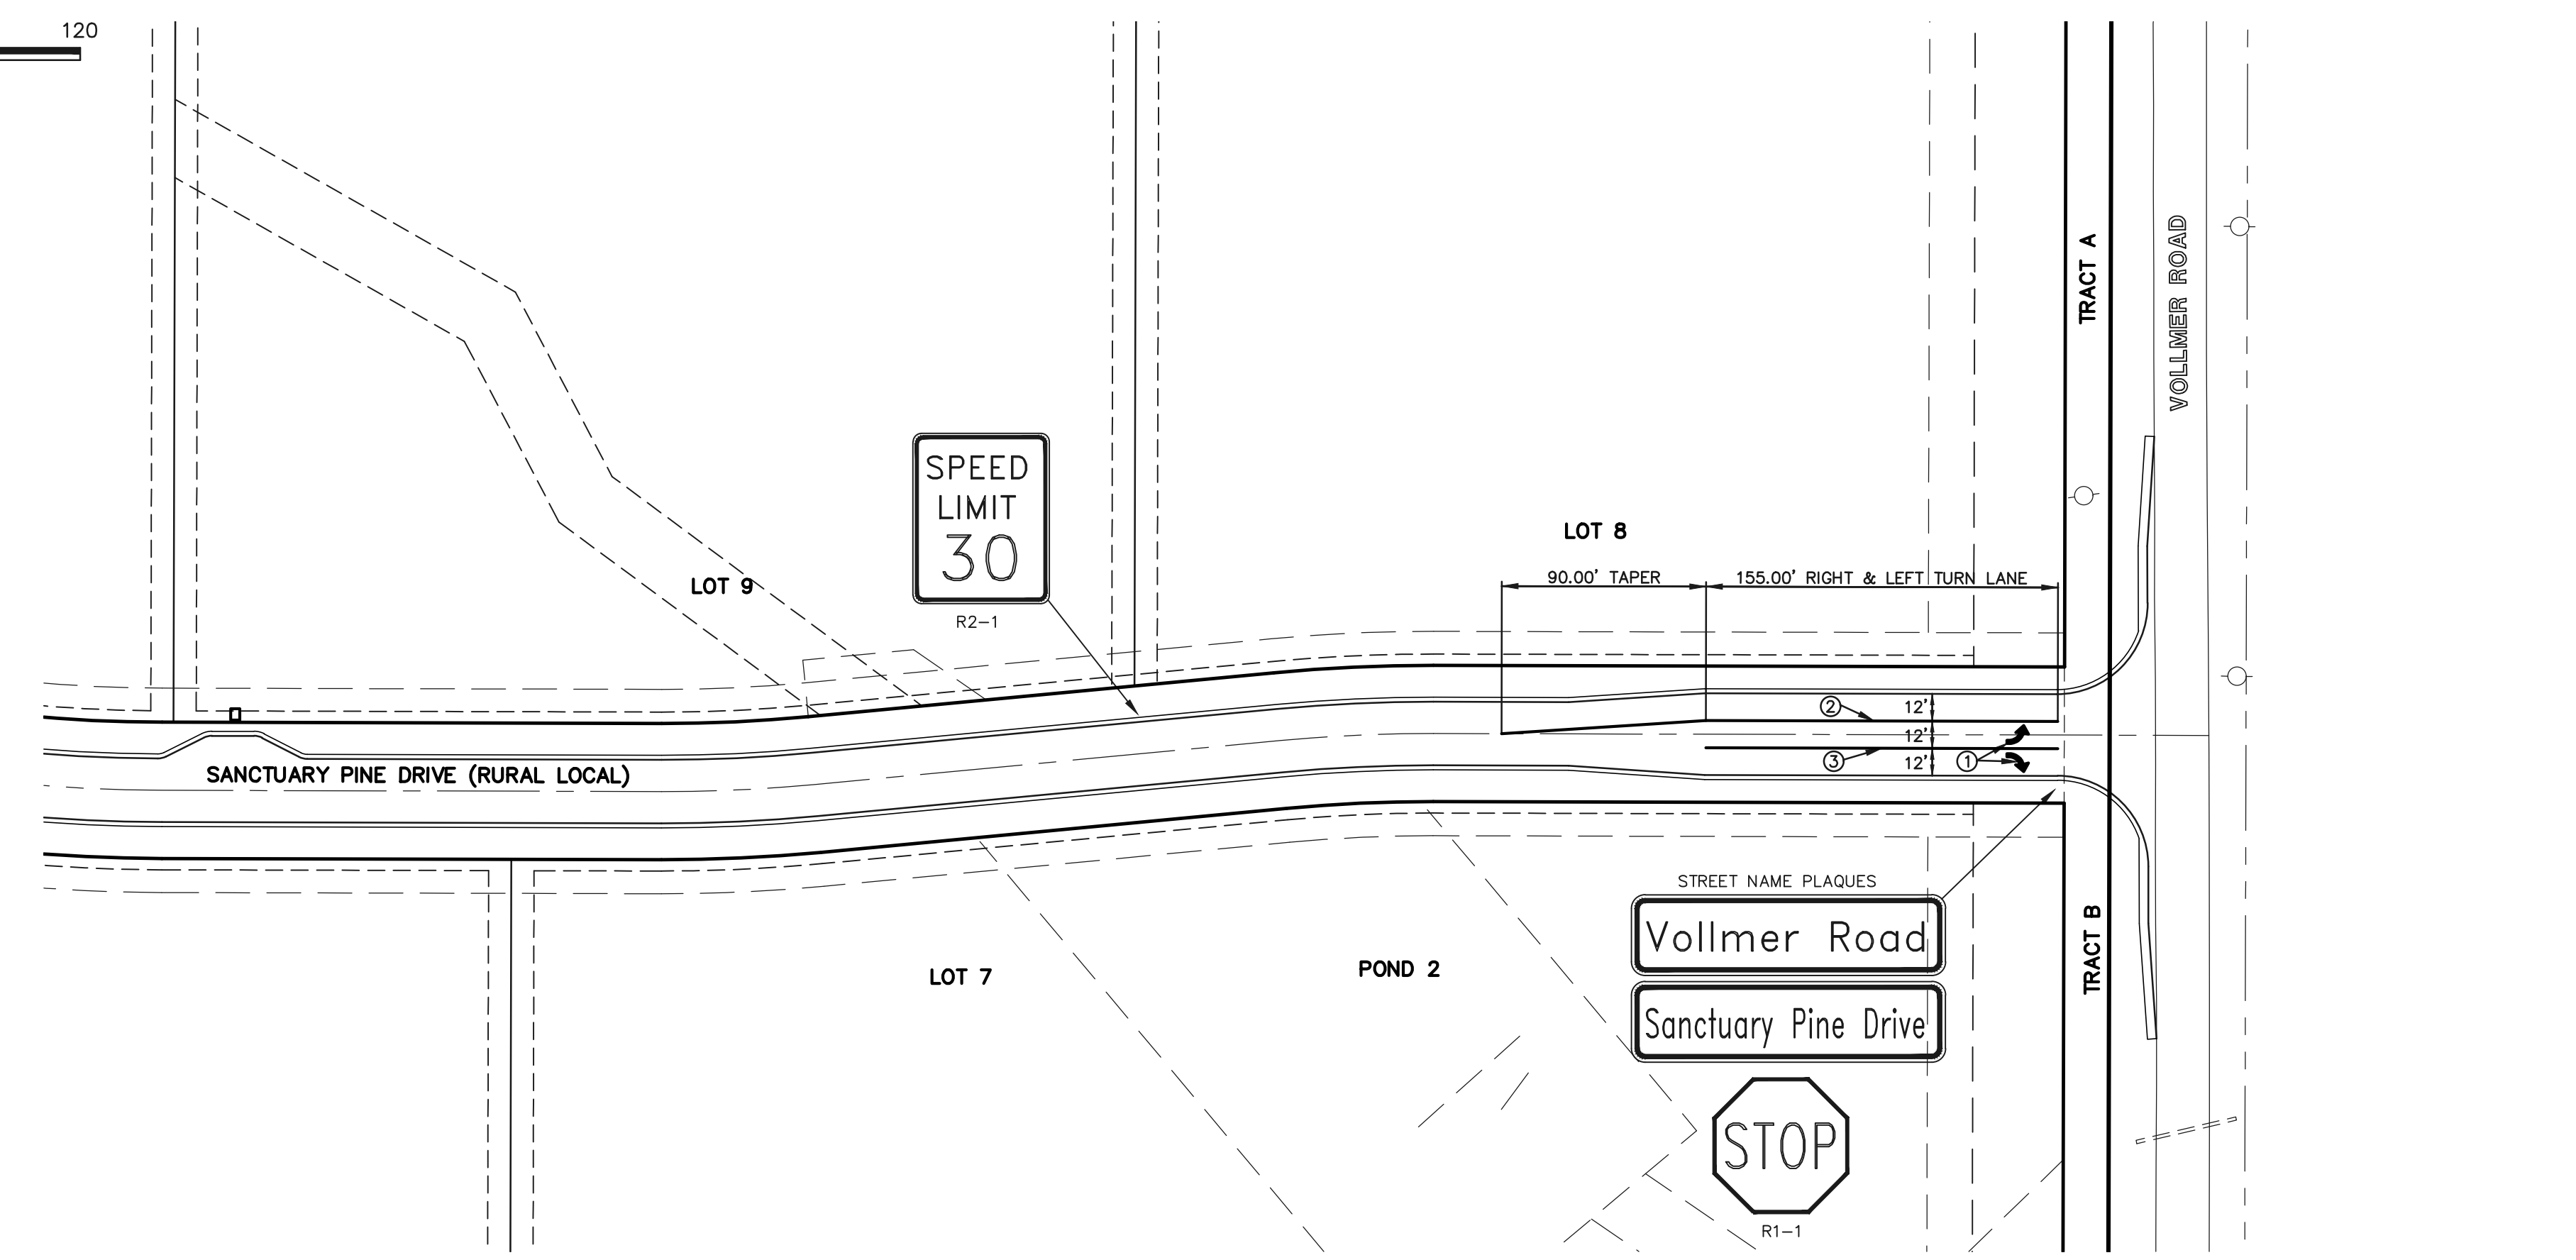 120
TRACT A
VOLLMER ROAD
SPEED
LIMIT
30
R2-1
LOT 8
LOT 9
90.00' TAPER
155.00' RIGHT & LEFT TURN LANE
2
12'
12'
3
12'
1
SANCTUARY PINE DRIVE (RURAL LOCAL)
STREET NAME PLAQUES
Vollmer Road
Sanctuary Pine Drive
LOT 7
POND 2
TRACT B
STOP
R1-1